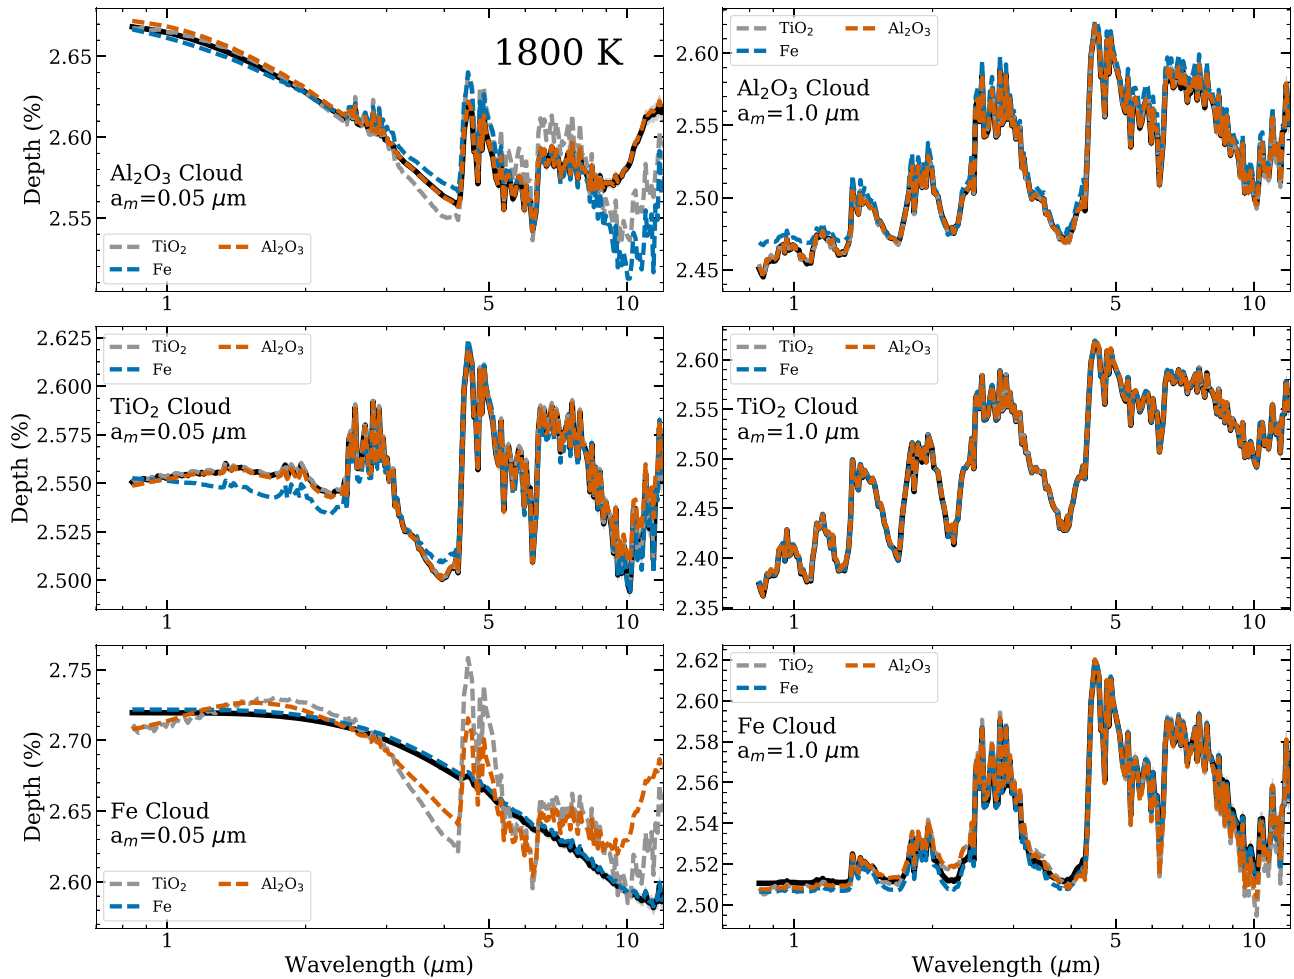 1800 K
Depth (%)
2.65
2.60
2.55
Al₂O₃ Cloud
aₘ=0.05 μm
TiO₂
Al₂O₃
Fe
1
5
10
TiO₂
Al₂O₃
Fe
Al₂O₃ Cloud
aₘ=1.0 μm
2.60
2.55
2.50
2.45
1
5
10
Depth (%)
2.625
2.600
2.575
2.550
2.525
2.500
TiO₂
Al₂O₃
Fe
TiO₂ Cloud
aₘ=0.05 μm
1
5
10
2.60
2.55
2.50
2.45
2.40
2.35
TiO₂
Al₂O₃
Fe
TiO₂ Cloud
aₘ=1.0 μm
1
5
10
Depth (%)
2.75
2.70
2.65
2.60
Fe Cloud
aₘ=0.05 μm
TiO₂
Al₂O₃
Fe
1
5
10
Wavelength (μm)
2.62
2.60
2.58
2.56
2.54
2.52
2.50
TiO₂
Al₂O₃
Fe
Fe Cloud
aₘ=1.0 μm
1
5
10
Wavelength (μm)